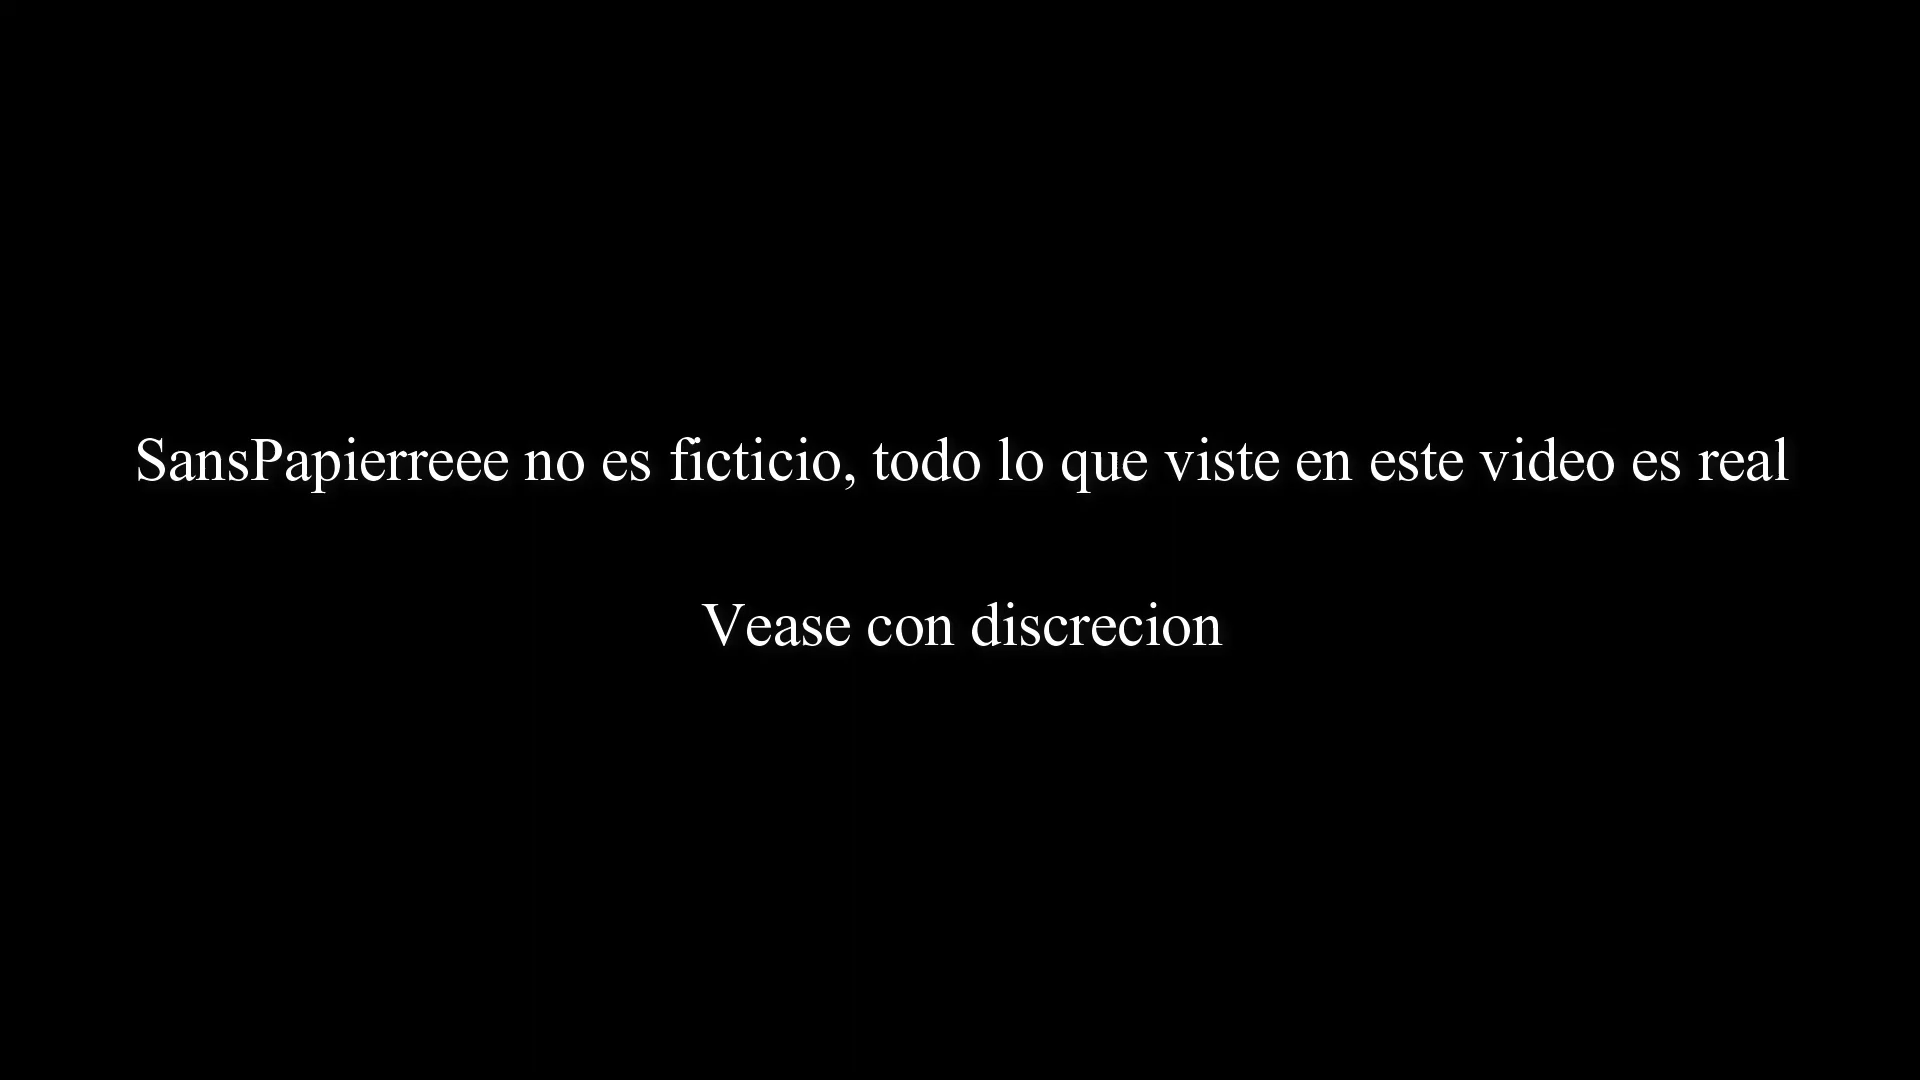 SansPapierreee no es ficticio, todo lo que viste en este video es real
Vease con discrecion